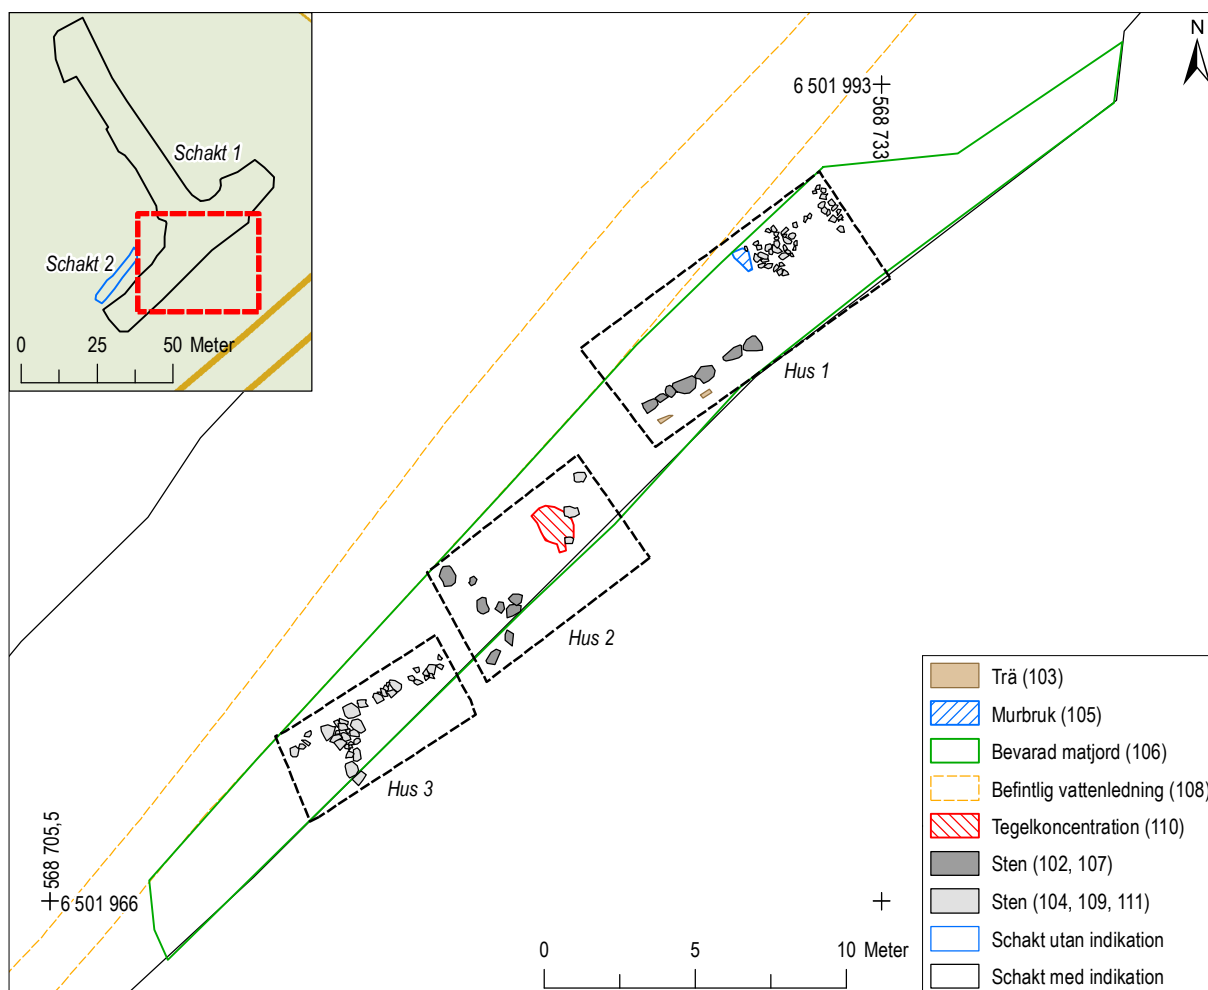 Schakt 1
Schakt 2
0 25 50 Meter
N
6 501 993
568 733
Hus 1
Hus 2
Hus 3
568 705,5
6 501 966
0 5 10 Meter
Trä (103)
Murbruk (105)
Bevarad matjord (106)
Befintlig vattenledning (108)
Tegelkoncentration (110)
Sten (102, 107)
Sten (104, 109, 111)
Schakt utan indikation
Schakt med indikation